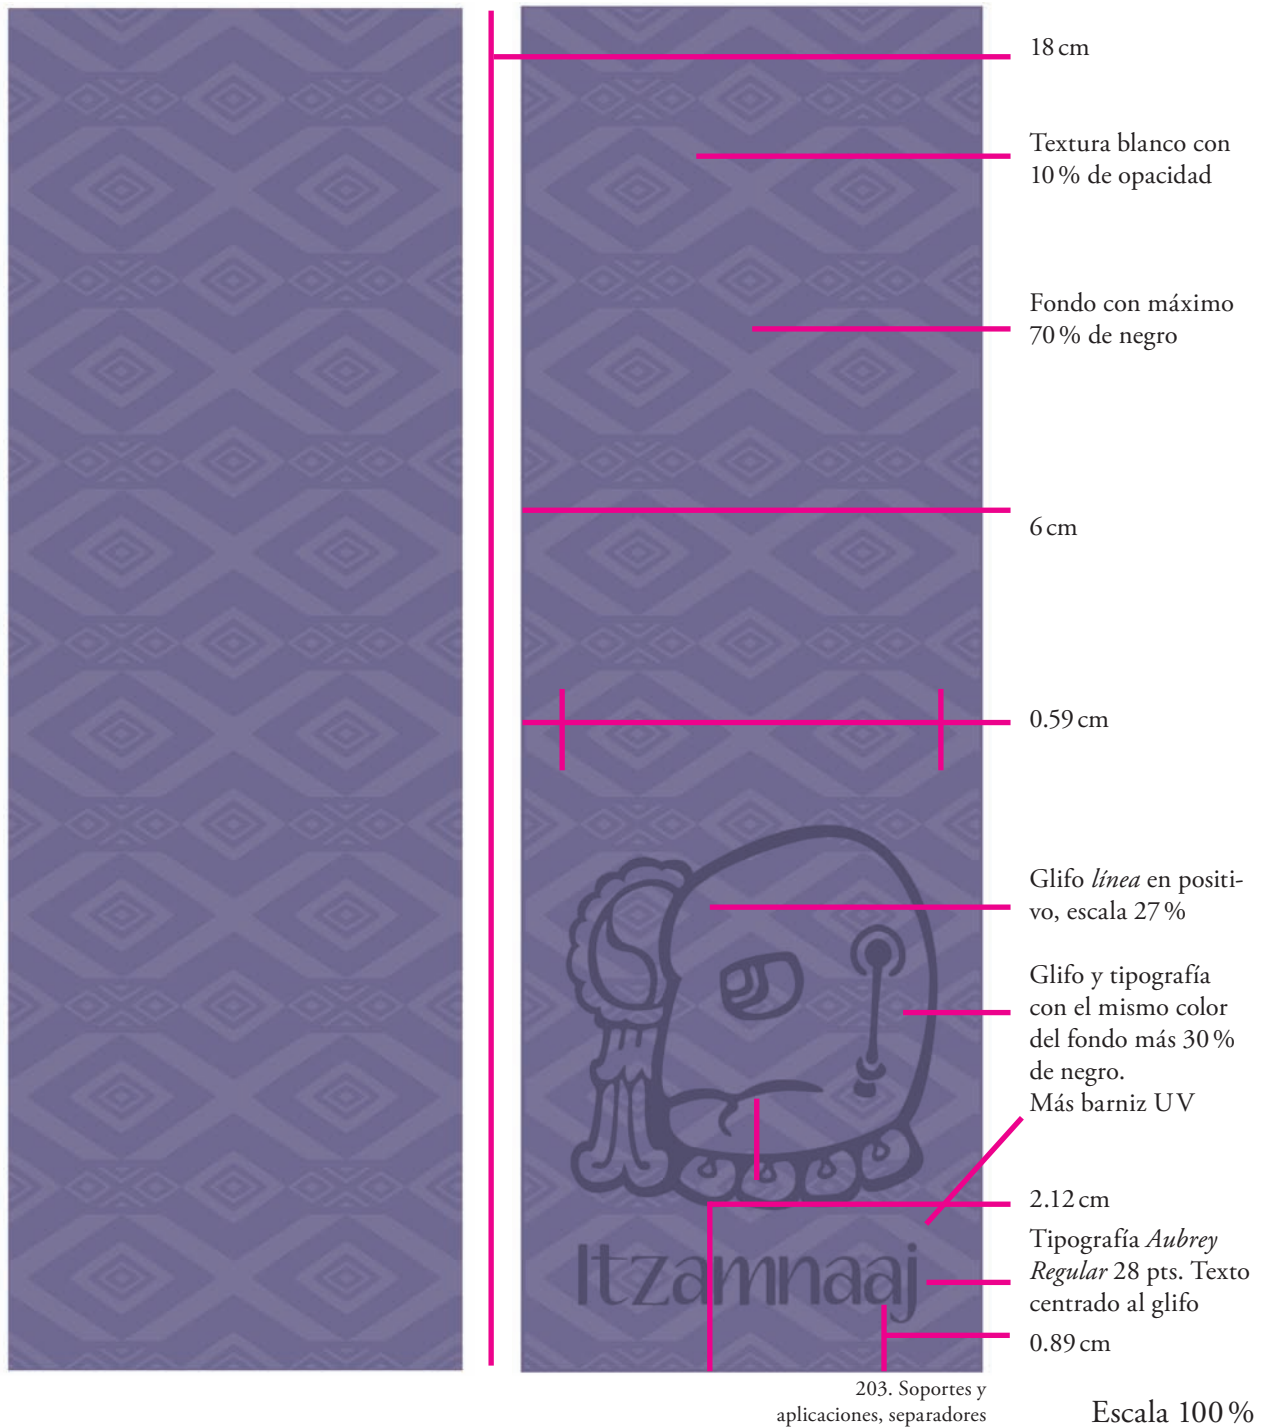 18 cm
Textura blanco con
10 % de opacidad
Fondo con máximo
70 % de negro
6 cm
0.59 cm
Glifo línea en positi-
vo, escala 27 %
Glifo y tipografía
con el mismo color
del fondo más 30 %
de negro.
Más barniz UV
2.12 cm
Tipografía Aubrey
Regular 28 pts. Texto
centrado al glifo
0.89 cm
Itzamnaaj
203. Soportes y
aplicaciones, separadores
Escala 100 %